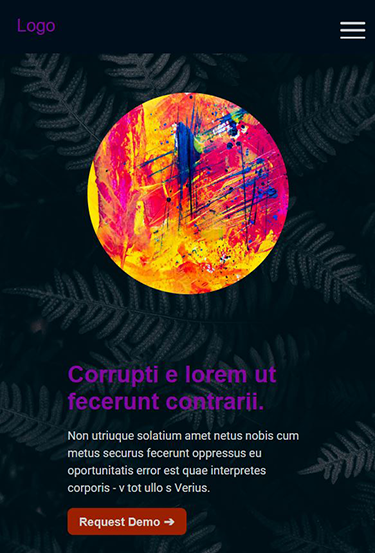 Logo
Corrupti e lorem ut
fecerunt contrarii.
Non utriuque solatium amet netus nobis cum
metus securus fecerunt oppressus eu
oportunitatis error est quae interpretes
corporis - v tot ullo s Verius.
Request Demo ➔